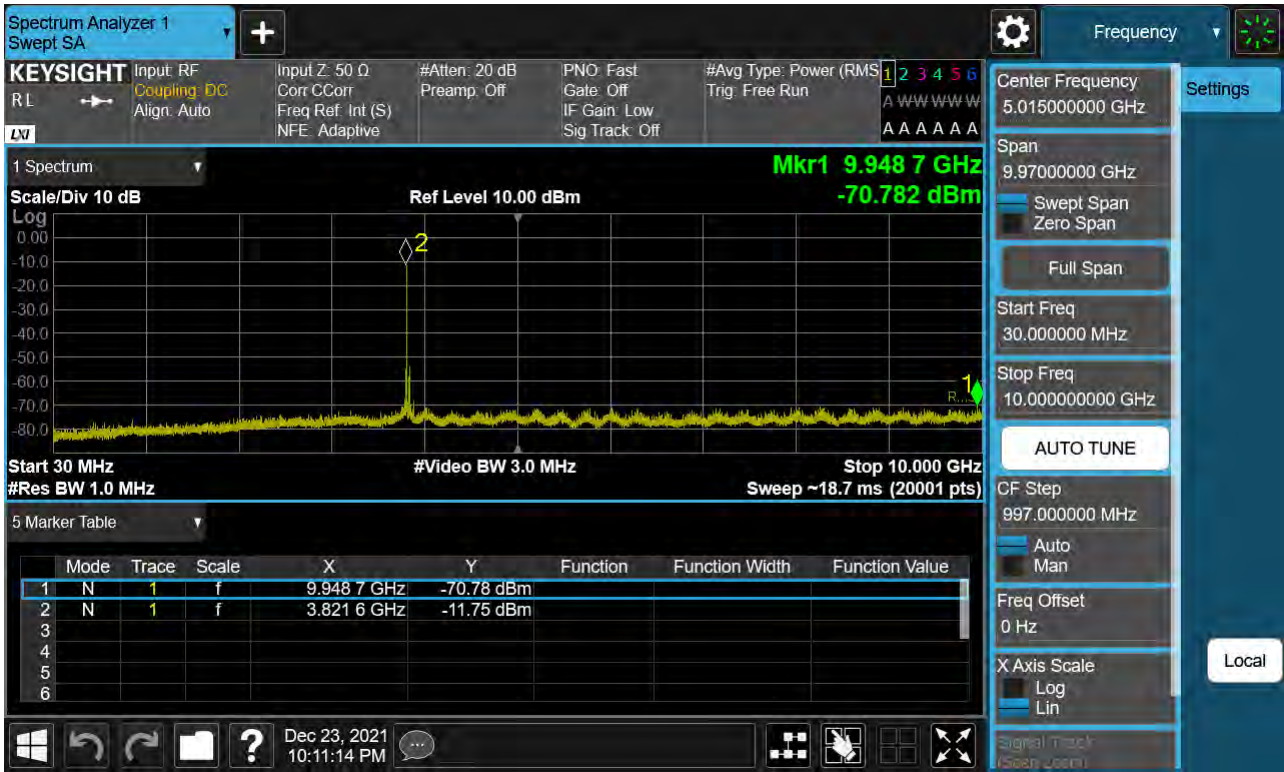 Spectrum Analyzer 1
Swept SA
+
Frequency
KEYSIGHT
RL
LXI
Input: RF
Coupling: DC
Align: Auto
Input Z: 50 Ω
Corr CCorr
Freq Ref: Int (S)
NFE: Adaptive
#Atten: 20 dB
Preamp: Off
PNO: Fast
Gate: Off
IF Gain: Low
Sig Track: Off
#Avg Type: Power (RMS
Trig: Free Run
1 2 3 4 5 6
A W W W W W
A A A A A A
1 Spectrum
Mkr1 9.948 7 GHz
-70.782 dBm
Scale/Div 10 dB
Ref Level 10.00 dBm
Log
0.00
-10.0
-20.0
-30.0
-40.0
-50.0
-60.0
-70.0
-80.0
2
1
R...
Start 30 MHz
#Video BW 3.0 MHz
Stop 10.000 GHz
#Res BW 1.0 MHz
Sweep ~18.7 ms (20001 pts)
5 Marker Table
Mode Trace Scale X Y Function Function Width Function Value
1 N 1 f 9.948 7 GHz -70.78 dBm
2 N 1 f 3.821 6 GHz -11.75 dBm
3
4
5
6
Center Frequency
5.015000000 GHz
Settings
Span
9.97000000 GHz
Swept Span
Zero Span
Full Span
Start Freq
30.000000 MHz
Stop Freq
10.000000000 GHz
AUTO TUNE
CF Step
997.000000 MHz
Auto
Man
Freq Offset
0 Hz
X Axis Scale
Log
Lin
Signal Track
(Span Zoom)
Local
?
Dec 23, 2021
10:11:14 PM